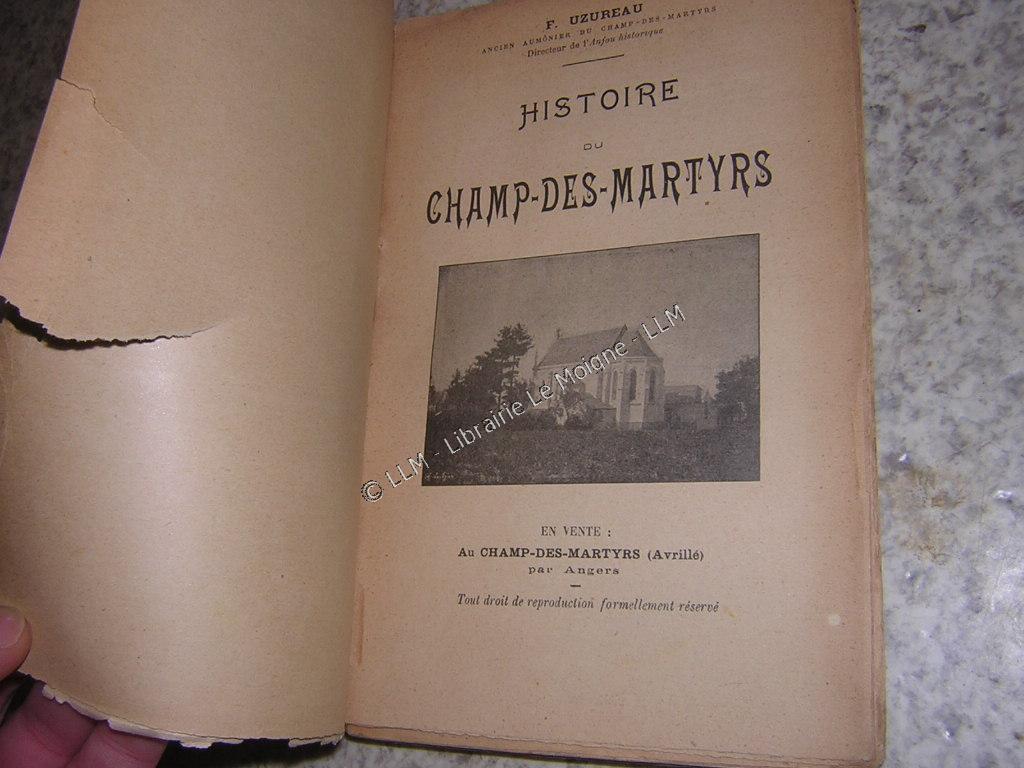 F. UZUREAU
ANCIEN AUMÔNIER DU CHAMP-DES-MARTYRS
Directeur de l'Anjou historique
HISTOIRE
DU
CHAMP-DES-MARTYRS
© LLM - Librairie Le Moigne - LLM
EN VENTE :
Au CHAMP-DES-MARTYRS (Avrillé)
par Angers
Tout droit de reproduction formellement réservé